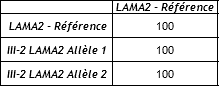 LAMA2 - Référence
LAMA2 - Référence 100
III-2 LAMA2 Allèle 1 100
III-2 LAMA2 Allèle 2 100